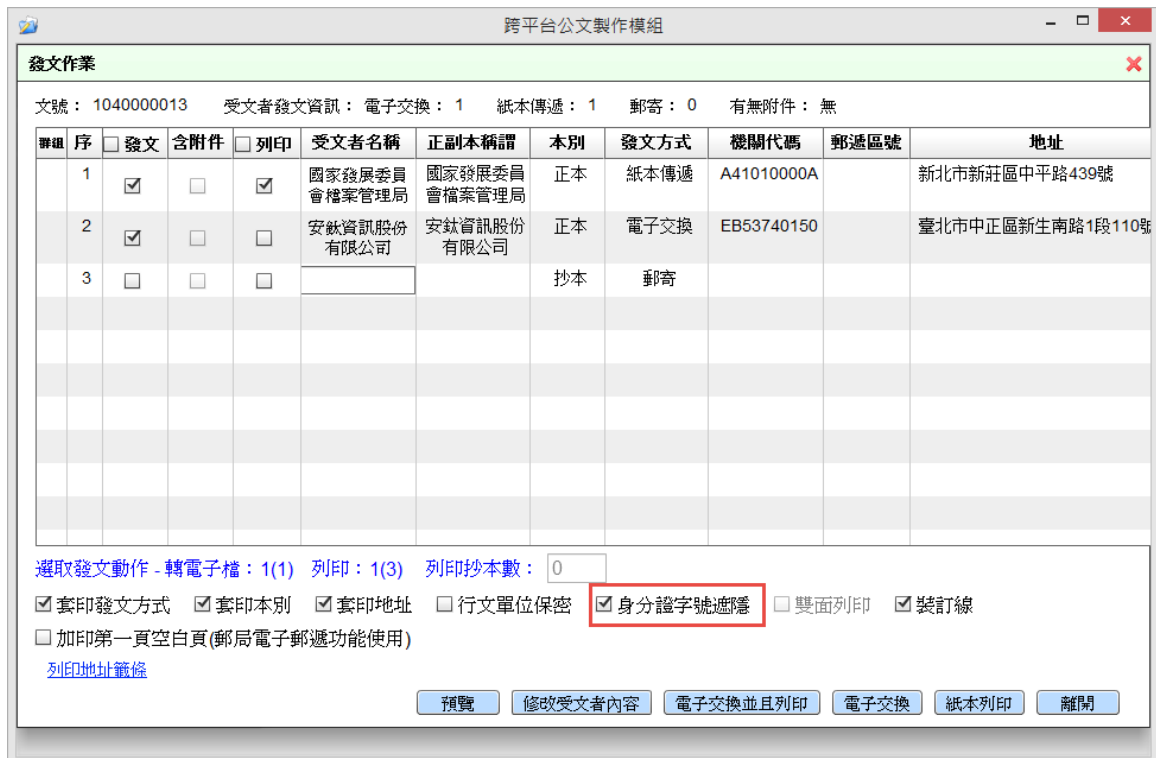 跨平台公文製作模組
發文作業
文號： 1040000013 受文者發文資訊： 電子交換： 1 紙本傳遞： 1 郵寄： 0 有無附件： 無
群組 序 發文 含附件 列印 受文者名稱 正副本稱謂 本別 發文方式 機關代碼 郵遞區號 地址
1 國家發展委員會檔案管理局 國家發展委員會檔案管理局 正本 紙本傳遞 A41010000A 新北市新莊區中平路439號
2 安鈦資訊股份有限公司 安鈦資訊股份有限公司 正本 電子交換 EB53740150 臺北市中正區新生南路1段110號
3 抄本 郵寄
選取發文動作 - 轉電子檔：1(1) 列印：1(3) 列印抄本數： 0
套印發文方式 套印本別 套印地址 行文單位保密 身分證字號遮隱 雙面列印 裝訂線
加印第一頁空白頁(郵局電子郵遞功能使用)
列印地址籤條
預覽 修改受文者內容 電子交換並且列印 電子交換 紙本列印 離開